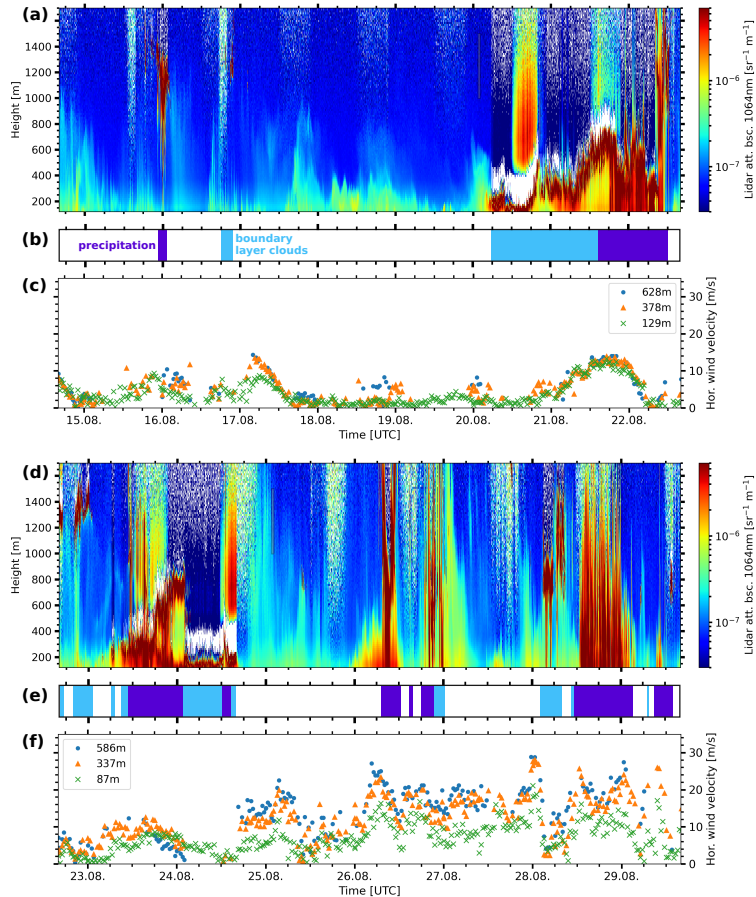 (a)
1400
1200
1000
800
600
400
200
Height [m]
10⁻⁶
10⁻⁷
Lidar att. bsc. 1064nm [sr⁻¹ m⁻¹]
(b)
precipitation
boundary
layer clouds
(c)
628m
378m
129m
30
20
10
0
Hor. wind velocity [m/s]
15.08. 16.08. 17.08. 18.08. 19.08. 20.08. 21.08. 22.08.
Time [UTC]
(d)
1400
1200
1000
800
600
400
200
Height [m]
10⁻⁶
10⁻⁷
Lidar att. bsc. 1064nm [sr⁻¹ m⁻¹]
(e)
(f)
586m
337m
87m
30
20
10
0
Hor. wind velocity [m/s]
23.08. 24.08. 25.08. 26.08. 27.08. 28.08. 29.08.
Time [UTC]